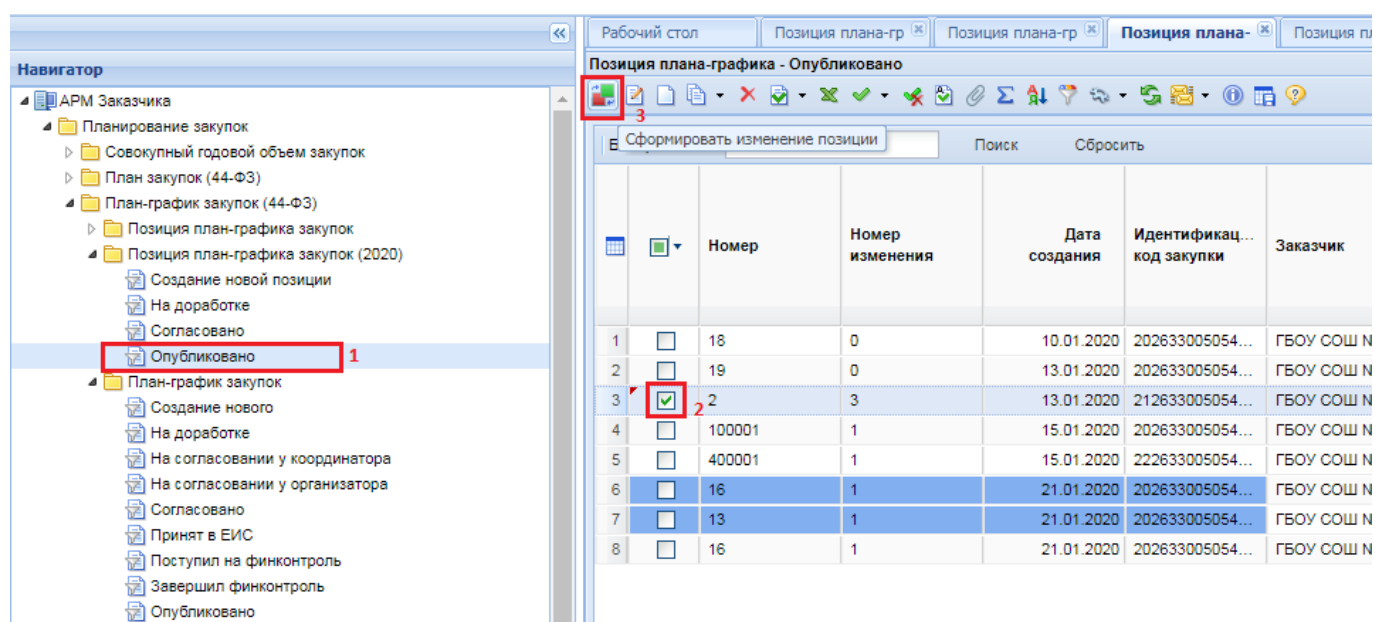 Рабочий стол
Позиция плана-гр
Позиция плана-гр
Позиция плана-
Позиция пл
Навигатор
АРМ Заказчика
Планирование закупок
Совокупный годовой объем закупок
План закупок (44-ФЗ)
План-график закупок (44-ФЗ)
Позиция план-графика закупок
Позиция план-графика закупок (2020)
Создание новой позиции
На доработке
Согласовано
Опубликовано 1
План-график закупок
Создание нового
На доработке
На согласовании у координатора
На согласовании у организатора
Согласовано
Принят в ЕИС
Поступил на финконтроль
Завершил финконтроль
Опубликовано
Позиция плана-графика - Опубликовано
3
Сформировать изменение позиции
Поиск Сбросить
Номер
Номер изменения
Дата создания
Идентификац... код закупки
Заказчик
1 18 0 10.01.2020 202633005054... ГБОУ СОШ N
2 19 0 13.01.2020 202633005054... ГБОУ СОШ N
3 2 2 3 13.01.2020 212633005054... ГБОУ СОШ N
4 100001 1 15.01.2020 202633005054... ГБОУ СОШ N
5 400001 1 15.01.2020 222633005054... ГБОУ СОШ N
6 16 1 21.01.2020 202633005054... ГБОУ СОШ N
7 13 1 21.01.2020 202633005054... ГБОУ СОШ N
8 16 1 21.01.2020 202633005054... ГБОУ СОШ N